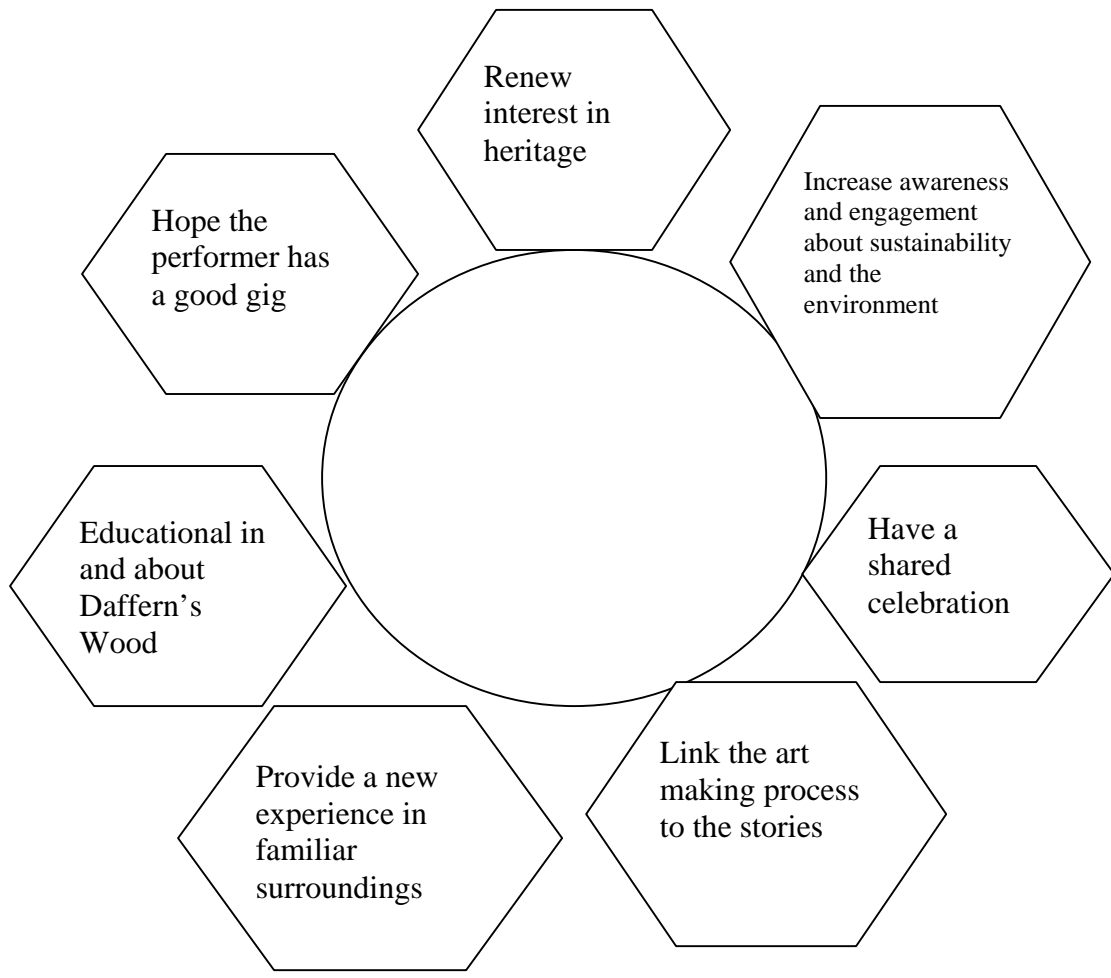 Renew
interest in
heritage
Increase awareness
and engagement
about sustainability
and the
environment
Have a
shared
celebration
Link the art
making process
to the stories
Provide a new
experience in
familiar
surroundings
Educational in
and about
Daffern’s
Wood
Hope the
performer has
a good gig